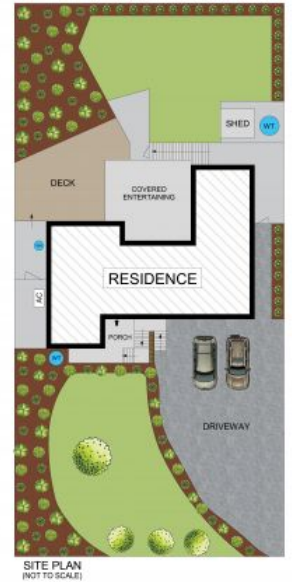 SHED
WT
DECK
COVERED
ENTERTAINING
RESIDENCE
AC
PORCH
WT
DRIVEWAY
SITE PLAN
(NOT TO SCALE)